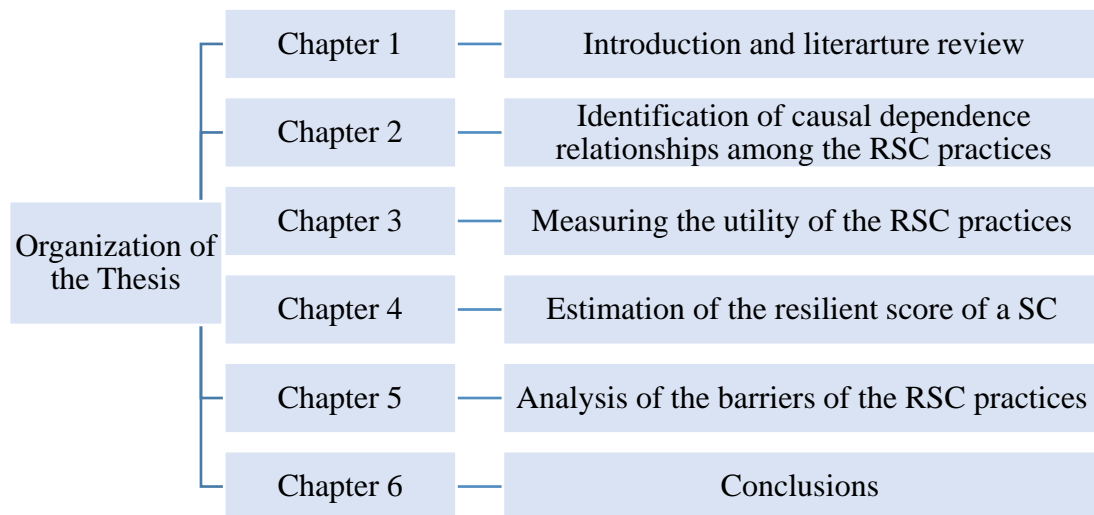 Organization of
the Thesis
Chapter 1
Introduction and literarture review
Chapter 2
Identification of causal dependence
relationships among the RSC practices
Chapter 3
Measuring the utility of the RSC practices
Chapter 4
Estimation of the resilient score of a SC
Chapter 5
Analysis of the barriers of the RSC practices
Chapter 6
Conclusions